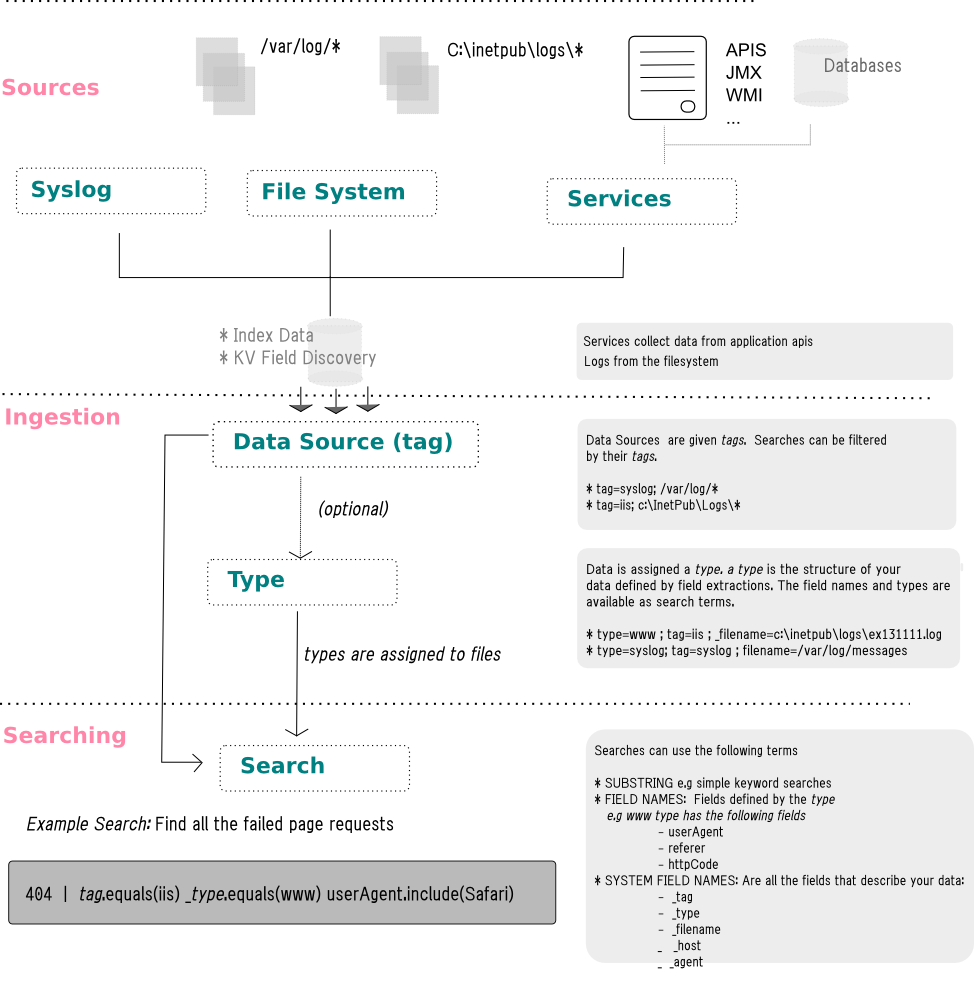 /var/log/*
C:\inetpub\logs\*
APIS
JMX
WMI
...
Databases
Sources
Syslog
File System
Services
* Index Data
* KV Field Discovery
Services collect data from application apis
Logs from the filesystem
Ingestion
Data Source (tag)
Data Sources are given tags. Searches can be filtered
by their tags.
* tag=syslog; /var/log/*
* tag=iis; c:\InetPub\Logs\*
(optional)
Type
Data is assigned a type. a type is the structure of your
data defined by field extractions. The field names and types are
available as search terms.
* type=www ; tag=iis ; _filename=c:\inetpub\logs\ex131111.log
* type=syslog; tag=syslog ; filename=/var/log/messages
types are assigned to files
Searching
Search
Searches can use the following terms
* SUBSTRING e.g simple keyword searches
* FIELD NAMES: Fields defined by the type
e.g www type has the following fields
- userAgent
- referer
- httpCode
* SYSTEM FIELD NAMES: Are all the fields that describe your data:
- _tag
- _type
- _filename
_ _host
_ _agent
Example Search: Find all the failed page requests
404 | tag.equals(iis) _type.equals(www) userAgent.include(Safari)